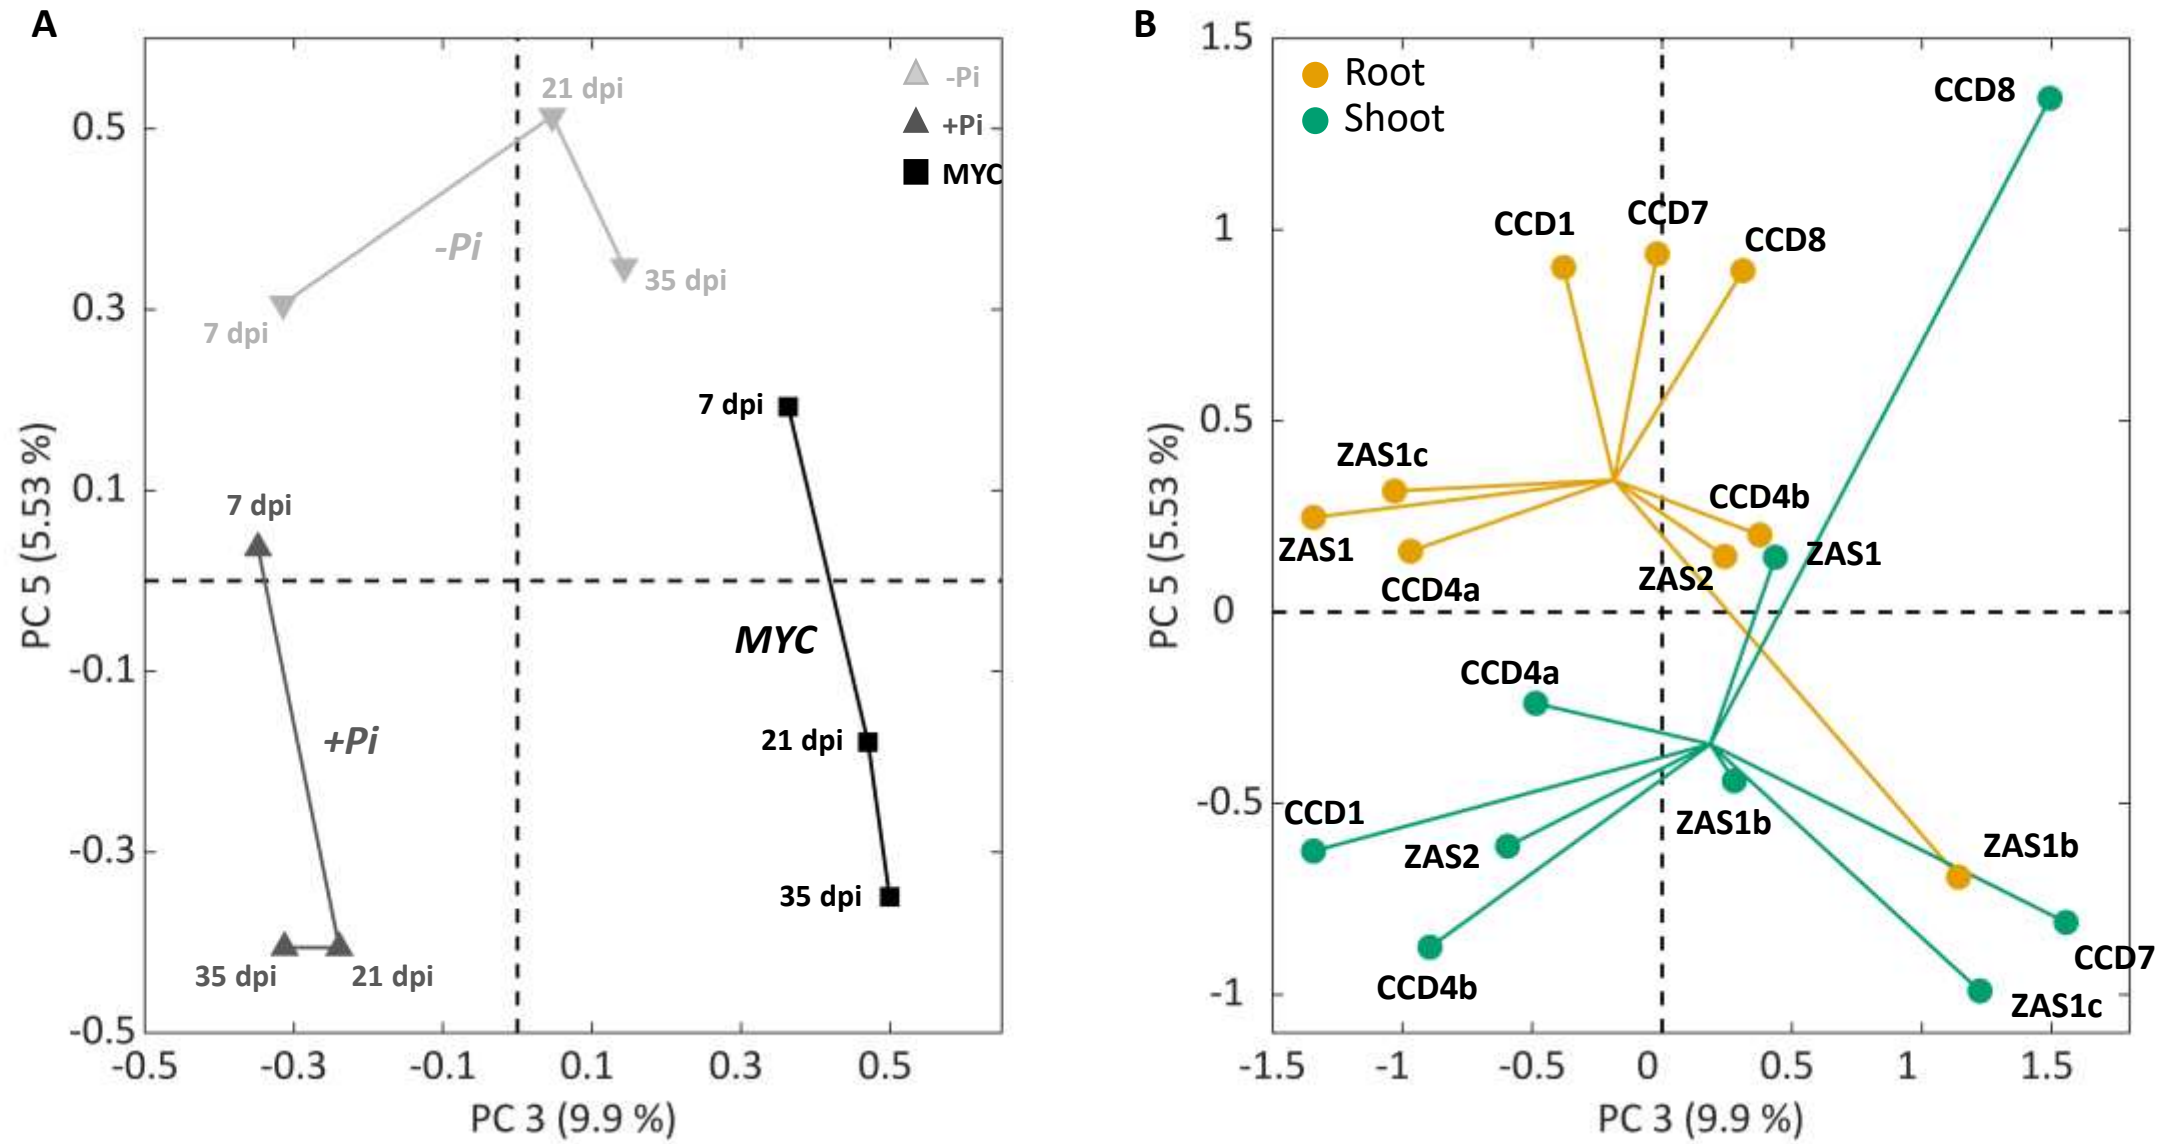 A
-Pi
+Pi
MYC
21 dpi
-Pi
35 dpi
7 dpi
7 dpi
7 dpi
MYC
+Pi
21 dpi
35 dpi
35 dpi
21 dpi
0.5
0.3
0.1
-0.1
-0.3
-0.5
PC 5 (5.53 %)
-0.5 -0.3 -0.1 0.1 0.3 0.5
PC 3 (9.9 %)
B
Root
Shoot
CCD8
CCD1 CCD7 CCD8
ZAS1c
CCD4b
ZAS1
ZAS2
ZAS1
CCD4a
CCD4a
CCD1
ZAS2
ZAS1b
ZAS1b
CCD7
CCD4b
ZAS1c
1.5
1
0.5
0
-0.5
-1
PC 5 (5.53 %)
-1.5 -1 -0.5 0 0.5 1 1.5
PC 3 (9.9 %)